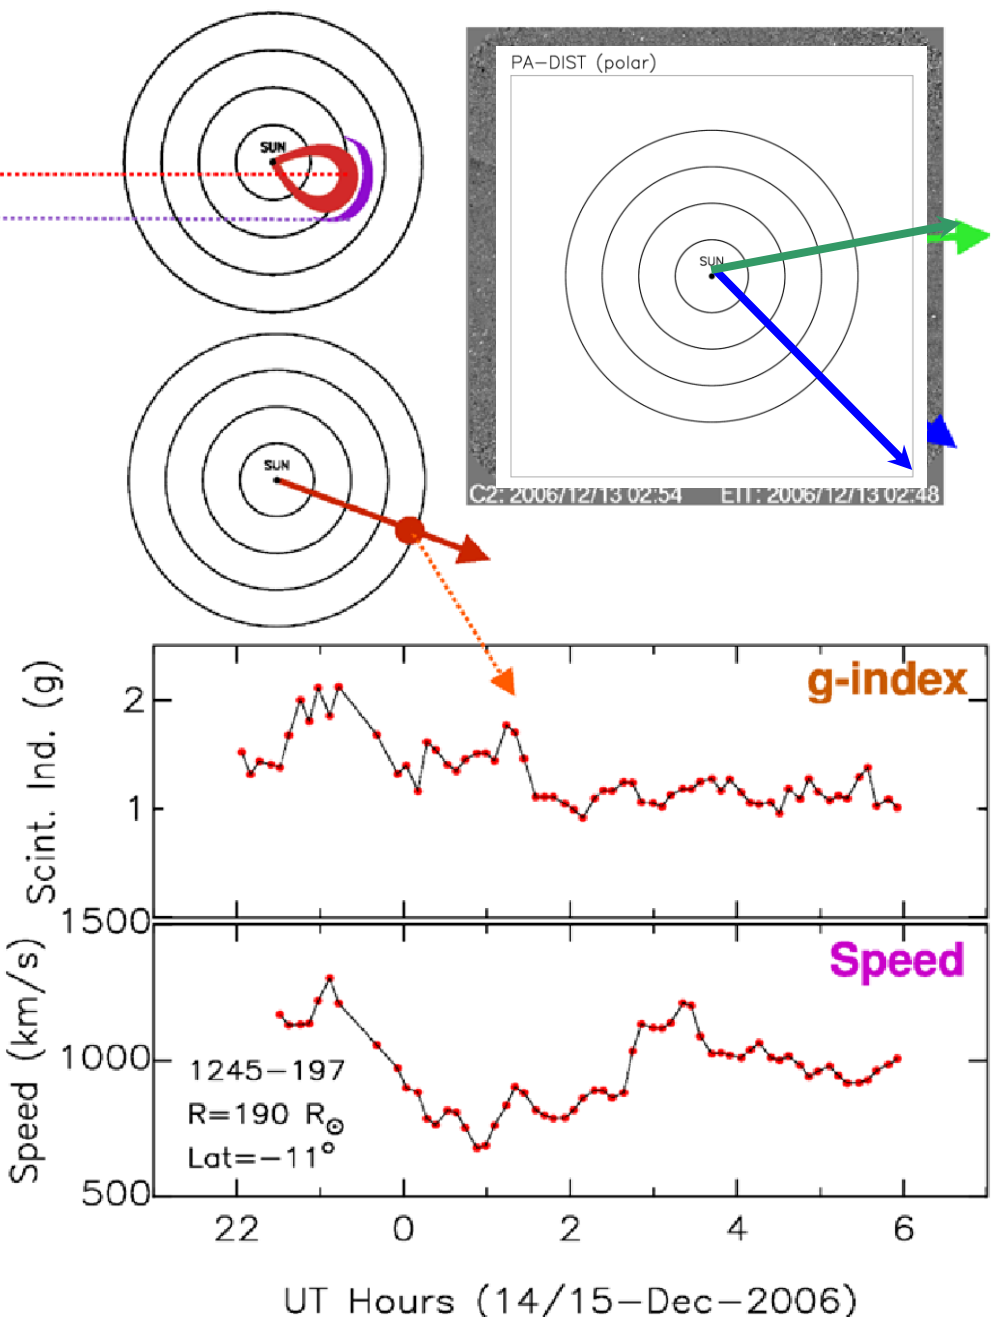 SUN
PA-DIST (polar)
SUN
C2: 2006/12/13 02:54 EIT: 2006/12/13 02:48
SUN
g-index
Scint. Ind. (g)
2
1
Speed
Speed (km/s)
1500
1000
500
1245-197
R=190 R☉
Lat=-11°
22 0 2 4 6
UT Hours (14/15-Dec-2006)